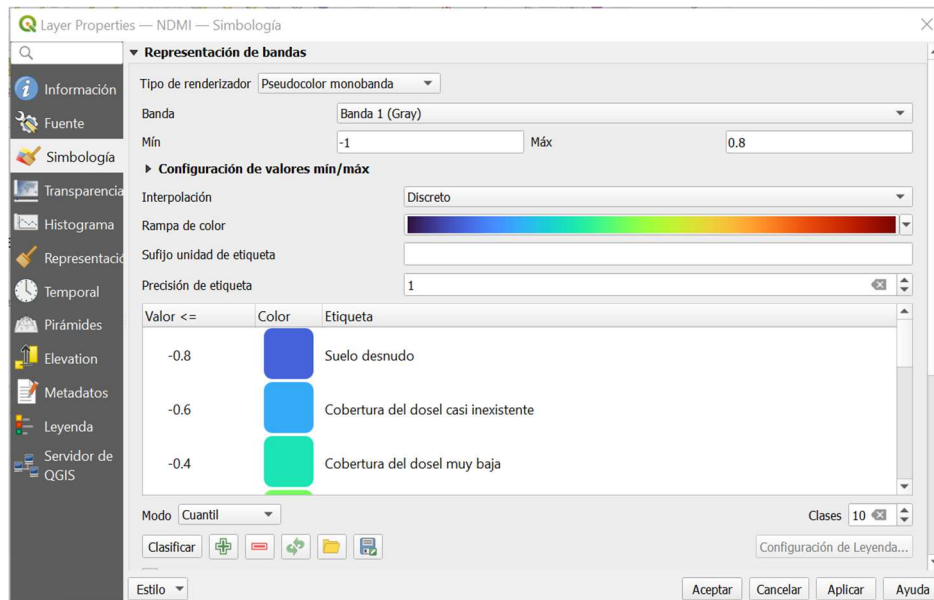 Layer Properties — NDMI — Simbología
Información
Fuente
Simbología
Transparencia
Histograma
Representació
Temporal
Pirámides
Elevation
Metadatos
Leyenda
Servidor de
QGIS
Representación de bandas
Tipo de renderizador Pseudocolor monobanda
Banda Banda 1 (Gray)
Mín -1 Máx 0.8
Configuración de valores mín/máx
Interpolación Discreto
Rampa de color
Sufijo unidad de etiqueta
Precisión de etiqueta 1
Valor <= Color Etiqueta
-0.8 Suelo desnudo
-0.6 Cobertura del dosel casi inexistente
-0.4 Cobertura del dosel muy baja
Modo Cuantil Clases 10
Clasificar Configuración de Leyenda...
Estilo Aceptar Cancelar Aplicar Ayuda